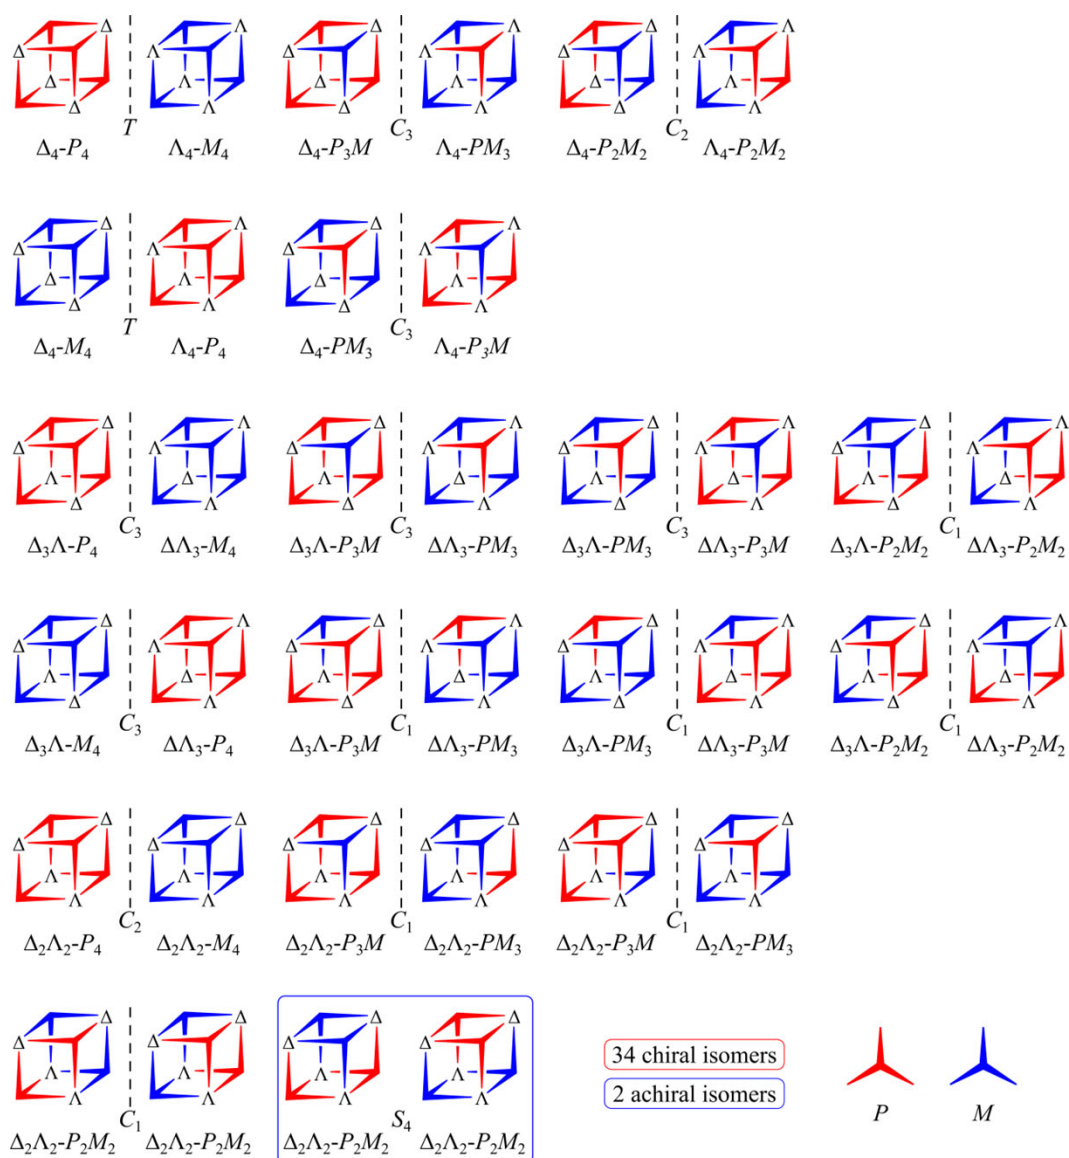 Δ Λ Δ Λ Δ Λ
Δ Λ Δ Λ Δ Λ
Δ Λ Δ Λ Δ Λ
Δ Λ Δ Λ Δ Λ
T C₃ C₂
Δ₄-P₄ Λ₄-M₄ Δ₄-P₃M Λ₄-PM₃ Δ₄-P₂M₂ Λ₄-P₂M₂
Δ Λ Δ Λ
Δ Λ Δ Λ
Δ Λ Δ Λ
Δ Λ Δ Λ
T C₃
Δ₄-M₄ Λ₄-P₄ Δ₄-PM₃ Λ₄-P₃M
Δ Λ Δ Λ Δ Λ Δ Λ
Δ Λ Δ Λ Δ Λ Δ Λ
Λ Δ Λ Δ Λ Δ Λ Δ
Δ Λ Δ Λ Δ Λ Δ Λ
C₃ C₃ C₃ C₁
Δ₃Λ-P₄ ΔΛ₃-M₄ Δ₃Λ-P₃M ΔΛ₃-PM₃ Δ₃Λ-PM₃ ΔΛ₃-P₃M Δ₃Λ-P₂M₂ ΔΛ₃-P₂M₂
Δ Λ Δ Λ Δ Λ Δ Λ
Δ Λ Δ Λ Δ Λ Δ Λ
Λ Δ Λ Δ Λ Δ Λ Δ
Δ Λ Δ Λ Δ Λ Δ Λ
C₃ C₁ C₁ C₁
Δ₃Λ-M₄ ΔΛ₃-P₄ Δ₃Λ-P₃M ΔΛ₃-PM₃ Δ₃Λ-PM₃ ΔΛ₃-P₃M Δ₃Λ-P₂M₂ ΔΛ₃-P₂M₂
Δ Δ Δ Δ Δ Δ
Δ Δ Δ Δ Δ Δ
Λ Λ Λ Λ Λ Λ
Λ Λ Λ Λ Λ Λ
C₂ C₁ C₁
Δ₂Λ₂-P₄ Δ₂Λ₂-M₄ Δ₂Λ₂-P₃M Δ₂Λ₂-PM₃ Δ₂Λ₂-P₃M Δ₂Λ₂-PM₃
Δ Δ Δ Δ
Δ Δ Δ Δ
Λ Λ Λ Λ
Λ Λ Λ Λ
C₁ S₄
Δ₂Λ₂-P₂M₂ Δ₂Λ₂-P₂M₂ Δ₂Λ₂-P₂M₂ Δ₂Λ₂-P₂M₂
34 chiral isomers
2 achiral isomers
P M